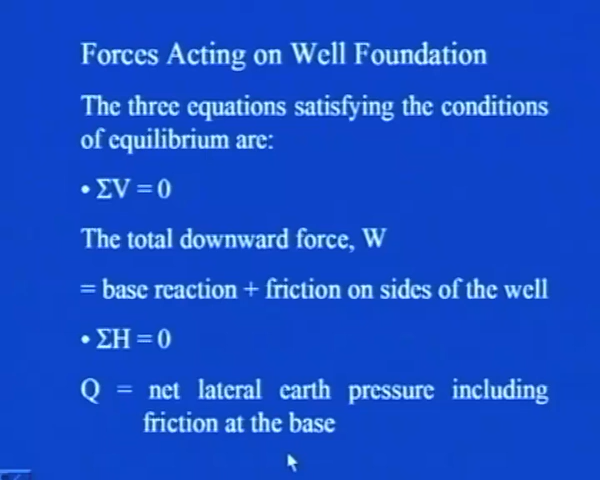 Forces Acting on Well Foundation
The three equations satisfying the conditions
of equilibrium are:
• ΣV = 0
The total downward force, W
= base reaction + friction on sides of the well
• ΣH = 0
Q = net lateral earth pressure including
friction at the base